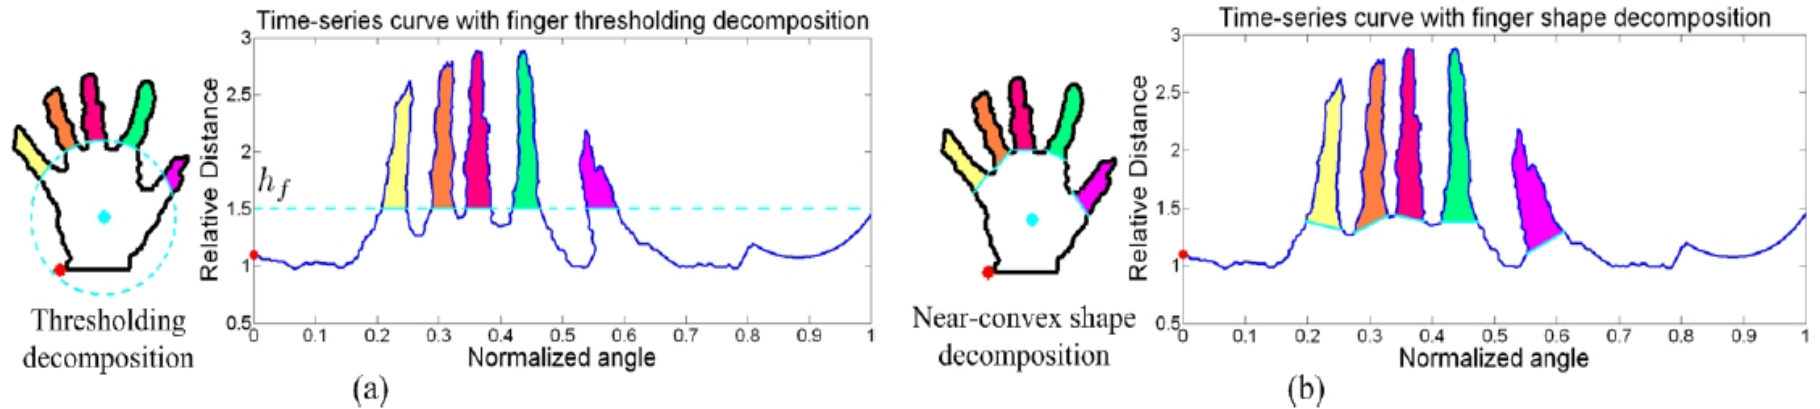 Time-series curve with finger thresholding decomposition
3
2.5
2
1.5
1
0.5
Relative Distance
h_f
0 0.1 0.2 0.3 0.4 0.5 0.6 0.7 0.8 0.9 1
Normalized angle
Thresholding
decomposition
(a)
Time-series curve with finger shape decomposition
3
2.5
2
1.5
1
0.5
Relative Distance
0 0.1 0.2 0.3 0.4 0.5 0.6 0.7 0.8 0.9 1
Normalized angle
Near-convex shape
decomposition
(b)